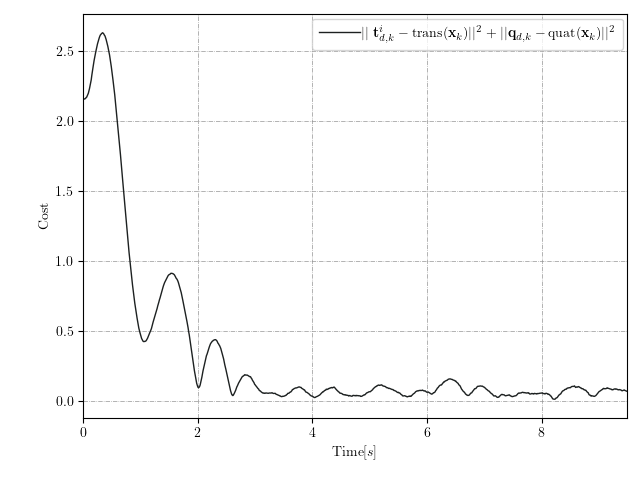 || t^i_{d,k} − trans(x_k)||² + ||q_{d,k} − quat(x_k)||²
2.5
2.0
1.5
1.0
0.5
0.0
Cost
0 2 4 6 8
Time[s]